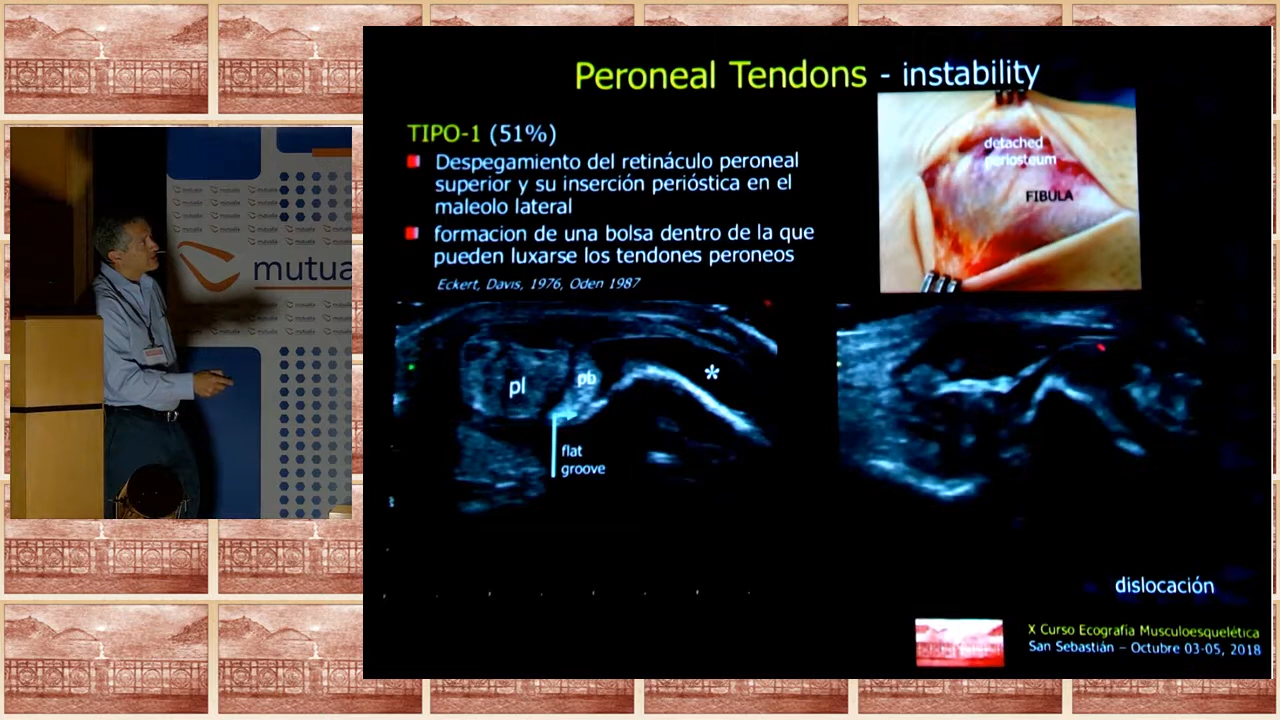 Peroneal Tendons - instability
TIPO-1 (51%)
Despegamiento del retináculo peroneal
superior y su inserción perióstica en el
maleolo lateral
formacion de una bolsa dentro de la que
pueden luxarse los tendones peroneos
Eckert, Davis, 1976, Oden 1987
detached
periosteum
FIBULA
pl
pb
*
flat
groove
dislocación
X Curso Ecografía Musculoesquelética
San Sebastián – Octubre 03-05, 2018
mutua